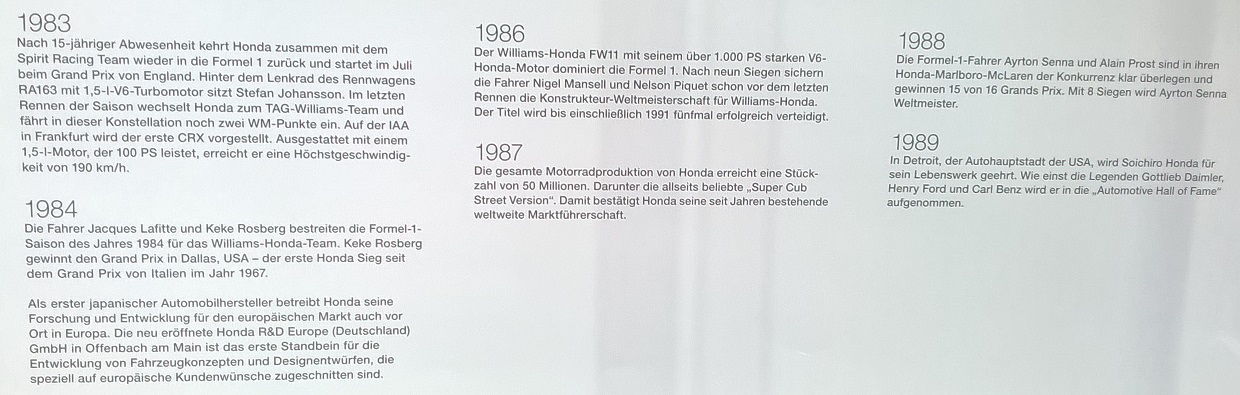 1983
Nach 15-jähriger Abwesenheit kehrt Honda zusammen mit dem
Spirit Racing Team wieder in die Formel 1 zurück und startet im Juli
beim Grand Prix von England. Hinter dem Lenkrad des Rennwagens
RA163 mit 1,5-l-V6-Turbomotor sitzt Stefan Johansson. Im letzten
Rennen der Saison wechselt Honda zum TAG-Williams-Team und
fährt in dieser Konstellation noch zwei WM-Punkte ein. Auf der IAA
in Frankfurt wird der erste CRX vorgestellt. Ausgestattet mit einem
1,5-l-Motor, der 100 PS leistet, erreicht er eine Höchstgeschwindig-
keit von 190 km/h.
1984
Die Fahrer Jacques Lafitte und Keke Rosberg bestreiten die Formel-1-
Saison des Jahres 1984 für das Williams-Honda-Team. Keke Rosberg
gewinnt den Grand Prix in Dallas, USA – der erste Honda Sieg seit
dem Grand Prix von Italien im Jahr 1967.
Als erster japanischer Automobilhersteller betreibt Honda seine
Forschung und Entwicklung für den europäischen Markt auch vor
Ort in Europa. Die neu eröffnete Honda R&D Europe (Deutschland)
GmbH in Offenbach am Main ist das erste Standbein für die
Entwicklung von Fahrzeugkonzepten und Designentwürfen, die
speziell auf europäische Kundenwünsche zugeschnitten sind.
1986
Der Williams-Honda FW11 mit seinem über 1.000 PS starken V6-
Honda-Motor dominiert die Formel 1. Nach neun Siegen sichern
die Fahrer Nigel Mansell und Nelson Piquet schon vor dem letzten
Rennen die Konstrukteur-Weltmeisterschaft für Williams-Honda.
Der Titel wird bis einschließlich 1991 fünfmal erfolgreich verteidigt.
1987
Die gesamte Motorradproduktion von Honda erreicht eine Stück-
zahl von 50 Millionen. Darunter die allseits beliebte „Super Cub
Street Version“. Damit bestätigt Honda seine seit Jahren bestehende
weltweite Marktführerschaft.
1988
Die Formel-1-Fahrer Ayrton Senna und Alain Prost sind in ihren
Honda-Marlboro-McLaren der Konkurrenz klar überlegen und
gewinnen 15 von 16 Grands Prix. Mit 8 Siegen wird Ayrton Senna
Weltmeister.
1989
In Detroit, der Autohauptstadt der USA, wird Soichiro Honda für
sein Lebenswerk geehrt. Wie einst die Legenden Gottlieb Daimler,
Henry Ford und Carl Benz wird er in die „Automotive Hall of Fame“
aufgenommen.